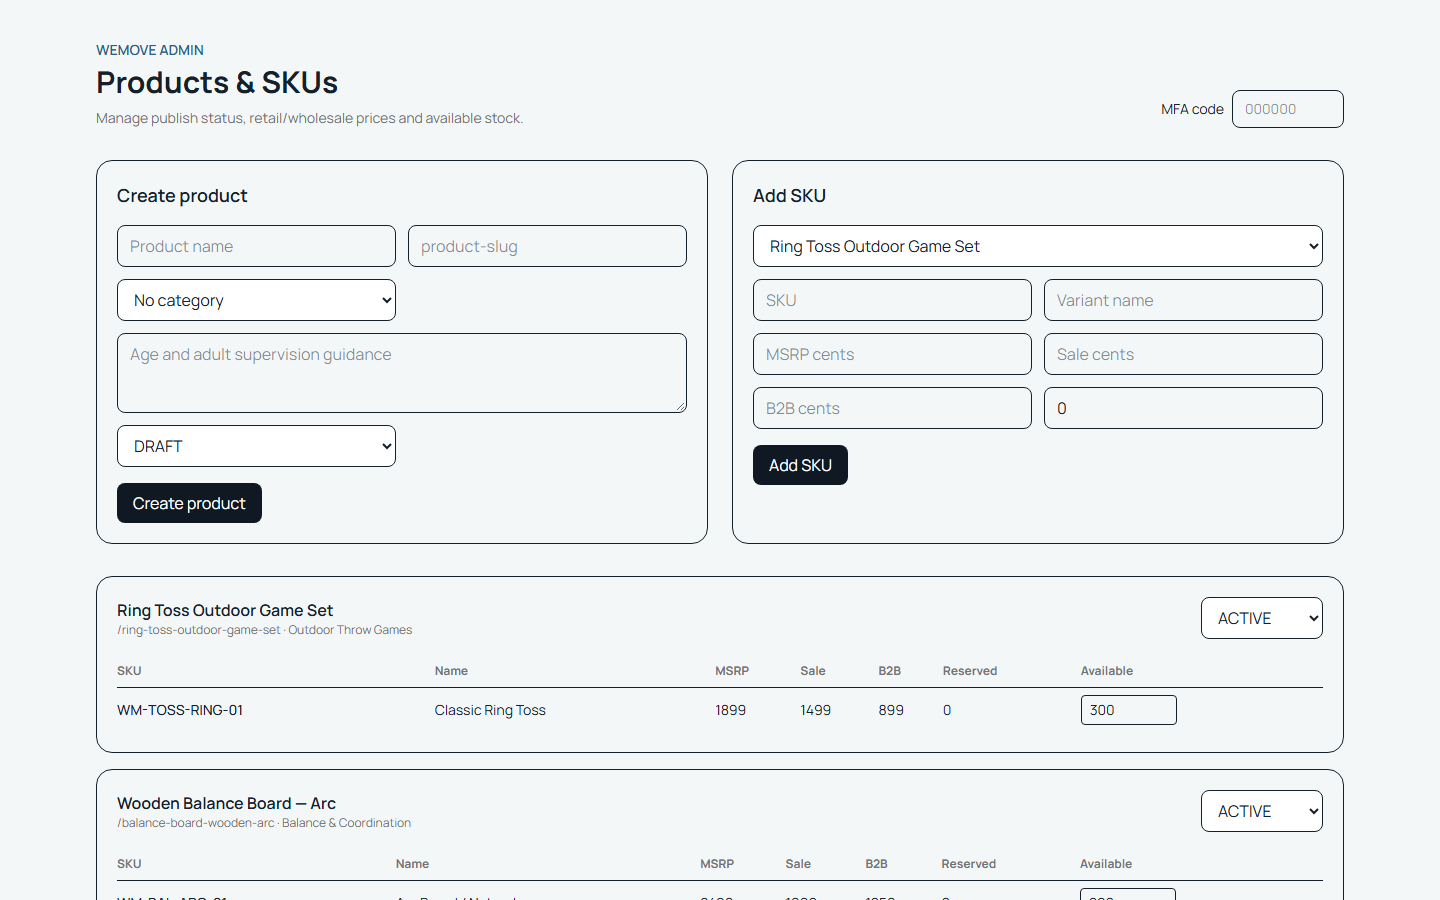 WEMOVE ADMIN
Products & SKUs
Manage publish status, retail/wholesale prices and available stock.
MFA code 000000
Create product
Product name product-slug
No category
Age and adult supervision guidance
DRAFT
Create product
Add SKU
Ring Toss Outdoor Game Set
SKU Variant name
MSRP cents Sale cents
B2B cents 0
Add SKU
Ring Toss Outdoor Game Set
/ring-toss-outdoor-game-set · Outdoor Throw Games
ACTIVE
SKU Name MSRP Sale B2B Reserved Available
WM-TOSS-RING-01 Classic Ring Toss 1899 1499 899 0 300
Wooden Balance Board — Arc
/balance-board-wooden-arc · Balance & Coordination
ACTIVE
SKU Name MSRP Sale B2B Reserved Available